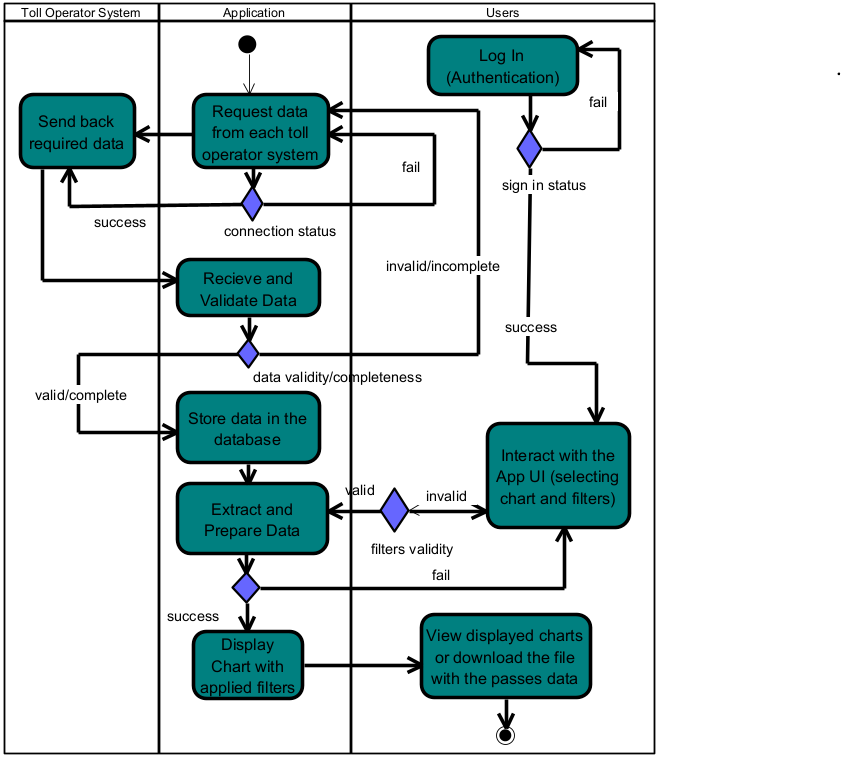 Toll Operator System
Application
Users
Log In
(Authentication)
fail
Send back
required data
Request data
from each toll
operator system
fail
sign in status
success
connection status
invalid/incomplete
Recieve and
Validate Data
success
data validity/completeness
valid/complete
Store data in the
database
Interact with the
App UI (selecting
chart and filters)
valid
invalid
Extract and
Prepare Data
filters validity
fail
success
Display
Chart with
applied filters
View displayed charts
or download the file
with the passes data
.